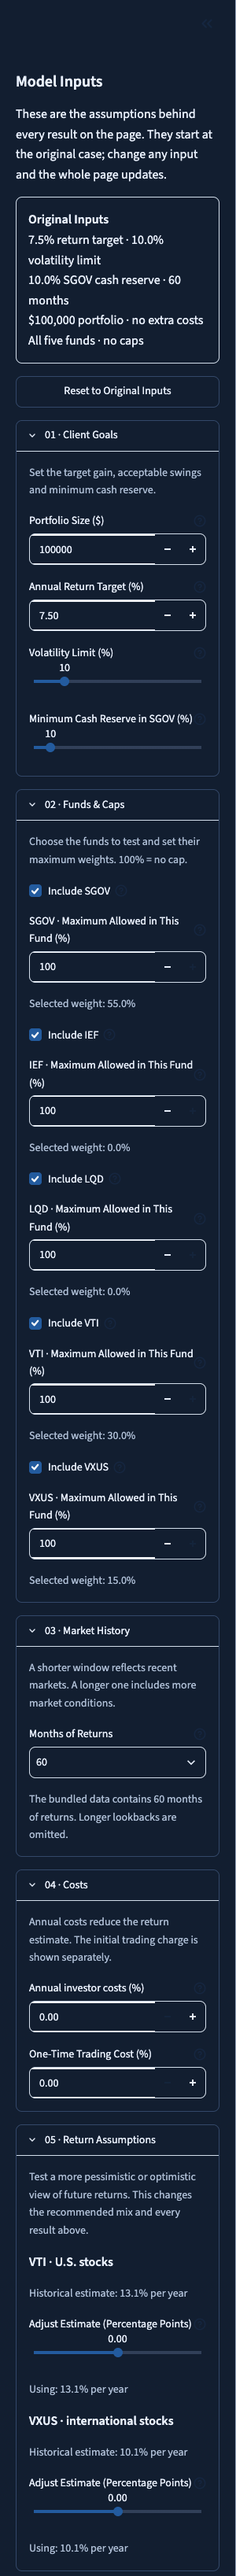 Model Inputs
These are the assumptions behind
every result on the page. They start at
the original case; change any input
and the whole page updates.
Original Inputs
7.5% return target · 10.0%
volatility limit
10.0% SGOV cash reserve · 60
months
$100,000 portfolio · no extra costs
All five funds · no caps
Reset to Original Inputs
01 · Client Goals
Set the target gain, acceptable swings
and minimum cash reserve.
Portfolio Size ($)
100000
Annual Return Target (%)
7.50
Volatility Limit (%)
10
Minimum Cash Reserve in SGOV (%)
10
02 · Funds & Caps
Choose the funds to test and set their
maximum weights. 100% = no cap.
Include SGOV
SGOV · Maximum Allowed in This
Fund (%)
100
Selected weight: 55.0%
Include IEF
IEF · Maximum Allowed in This Fund
(%)
100
Selected weight: 0.0%
Include LQD
LQD · Maximum Allowed in This
Fund (%)
100
Selected weight: 0.0%
Include VTI
VTI · Maximum Allowed in This Fund
(%)
100
Selected weight: 30.0%
Include VXUS
VXUS · Maximum Allowed in This
Fund (%)
100
Selected weight: 15.0%
03 · Market History
A shorter window reflects recent
markets. A longer one includes more
market conditions.
Months of Returns
60
The bundled data contains 60 months
of returns. Longer lookbacks are
omitted.
04 · Costs
Annual costs reduce the return
estimate. The initial trading charge is
shown separately.
Annual investor costs (%)
0.00
One-Time Trading Cost (%)
0.00
05 · Return Assumptions
Test a more pessimistic or optimistic
view of future returns. This changes
the recommended mix and every
result above.
VTI · U.S. stocks
Historical estimate: 13.1% per year
Adjust Estimate (Percentage Points)
0.00
Using: 13.1% per year
VXUS · international stocks
Historical estimate: 10.1% per year
Adjust Estimate (Percentage Points)
0.00
Using: 10.1% per year